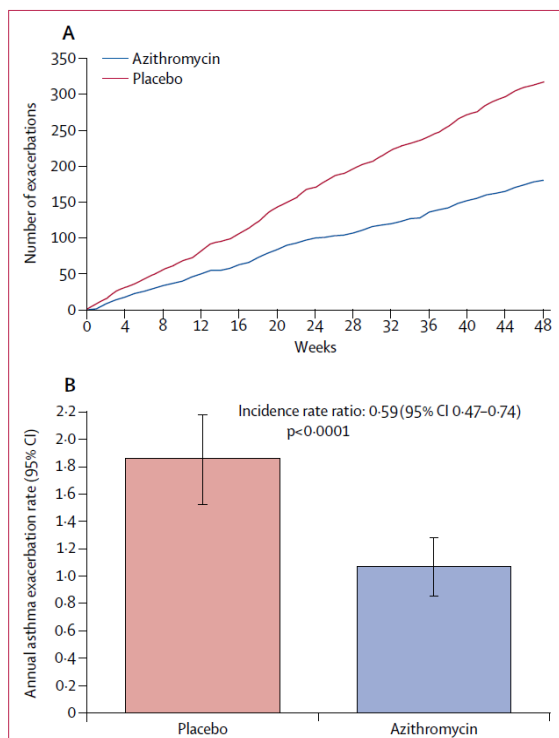 A
Azithromycin
Placebo
350
300
250
200
150
100
50
0
Number of exacerbations
0 4 8 12 16 20 24 28 32 36 40 44 48
Weeks
B
Incidence rate ratio: 0·59 (95% CI 0·47–0·74)
p<0·0001
2·2
2·0
1·8
1·6
1·4
1·2
1·0
0·8
0·6
0·4
0·2
0
Annual asthma exacerbation rate (95% CI)
Placebo Azithromycin